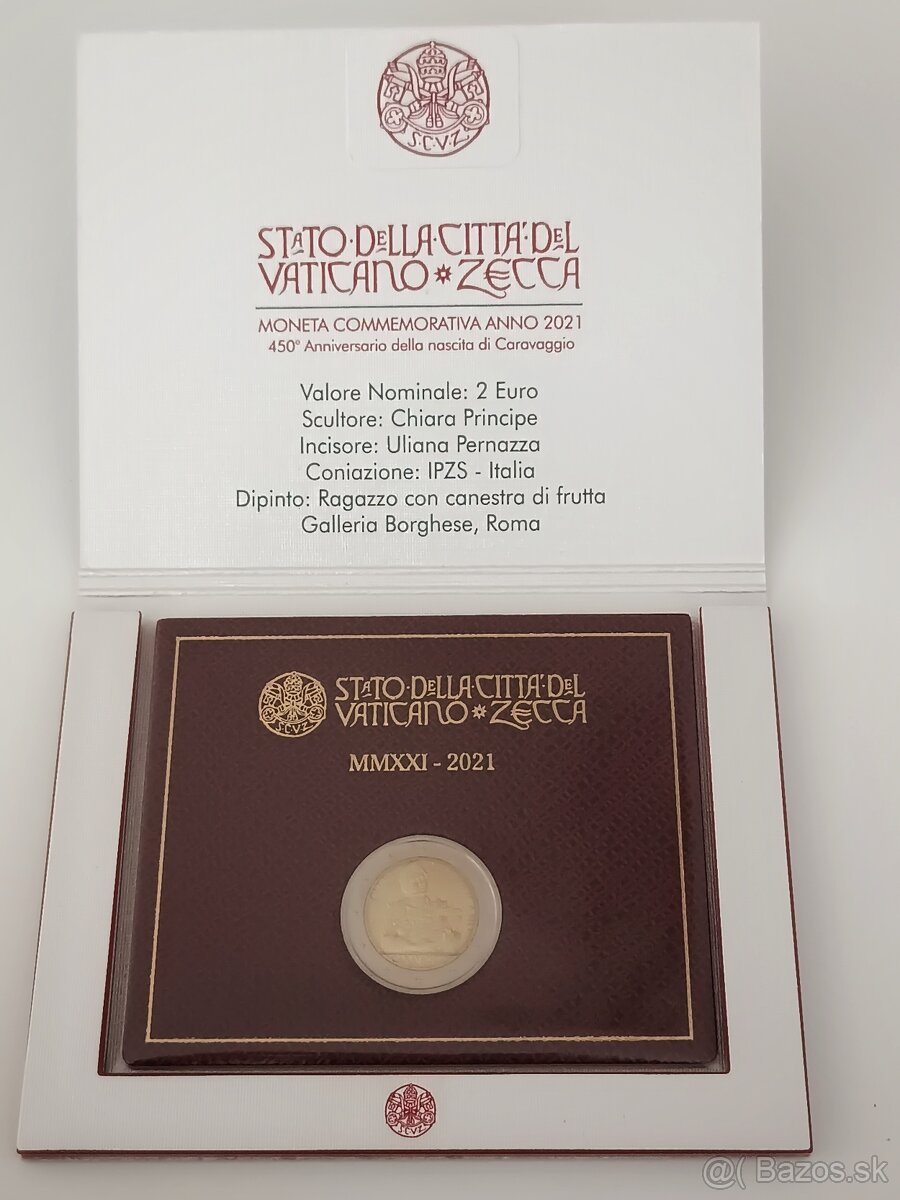 S.C.V.Z.
STATO·DELLA·CITTÀ·DEL
VATICANO ZECCA
MONETA COMMEMORATIVA ANNO 2021
450° Anniversario della nascita di Caravaggio
Valore Nominale: 2 Euro
Scultore: Chiara Principe
Incisore: Uliana Pernazza
Coniazione: IPZS - Italia
Dipinto: Ragazzo con canestra di frutta
Galleria Borghese, Roma
STATO·DELLA·CITTÀ·DEL
VATICANO ZECCA
S.C.V.Z.
MMXXI - 2021
S.C.V.Z.
@( Bazos.sk